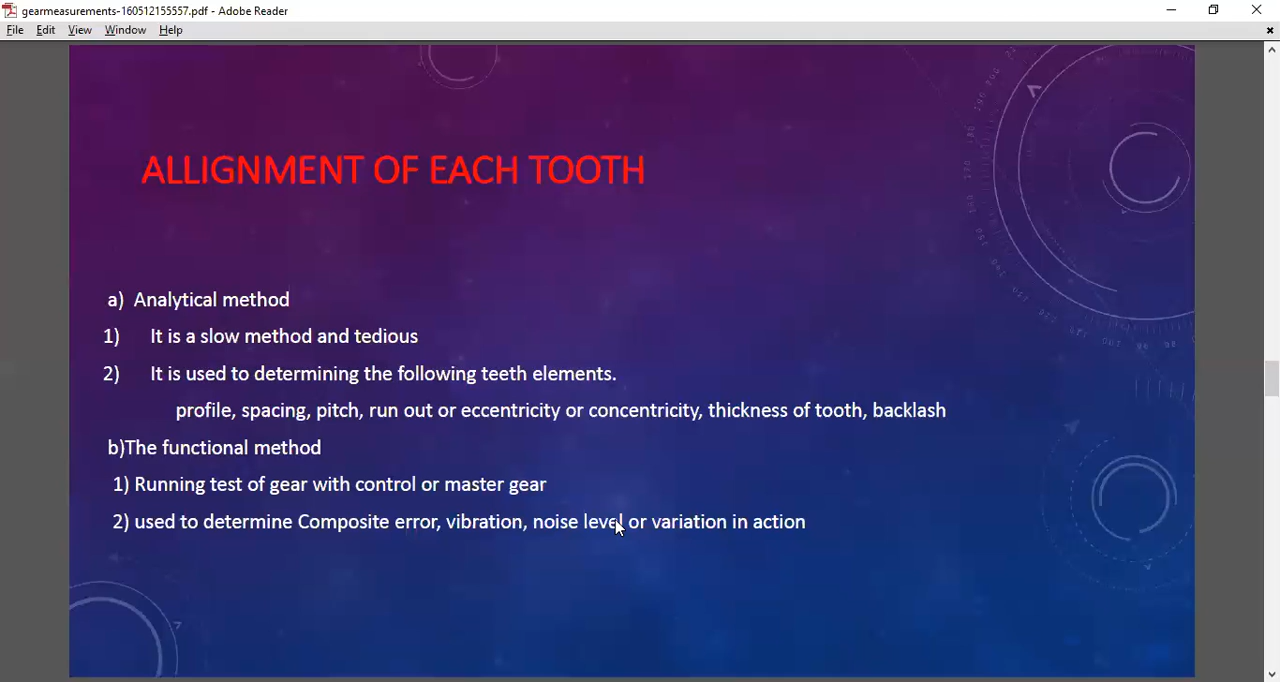 gearmeasurements-160512155557.pdf - Adobe Reader
File Edit View Window Help
ALLIGNMENT OF EACH TOOTH
a) Analytical method
1) It is a slow method and tedious
2) It is used to determining the following teeth elements.
profile, spacing, pitch, run out or eccentricity or concentricity, thickness of tooth, backlash
b)The functional method
1) Running test of gear with control or master gear
2) used to determine Composite error, vibration, noise level or variation in action